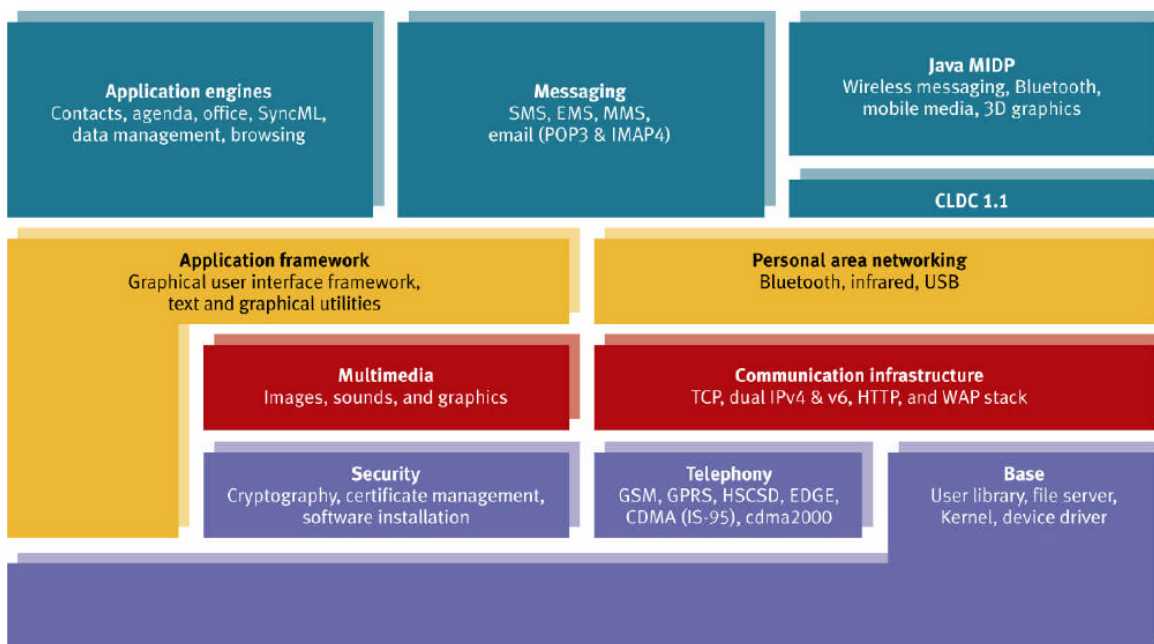 Application engines
Contacts, agenda, office, SyncML,
data management, browsing
Messaging
SMS, EMS, MMS,
email (POP3 & IMAP4)
Java MIDP
Wireless messaging, Bluetooth,
mobile media, 3D graphics
CLDC 1.1
Application framework
Graphical user interface framework,
text and graphical utilities
Personal area networking
Bluetooth, infrared, USB
Multimedia
Images, sounds, and graphics
Communication infrastructure
TCP, dual IPv4 & v6, HTTP, and WAP stack
Security
Cryptography, certificate management,
software installation
Telephony
GSM, GPRS, HSCSD, EDGE,
CDMA (IS-95), cdma2000
Base
User library, file server,
Kernel, device driver